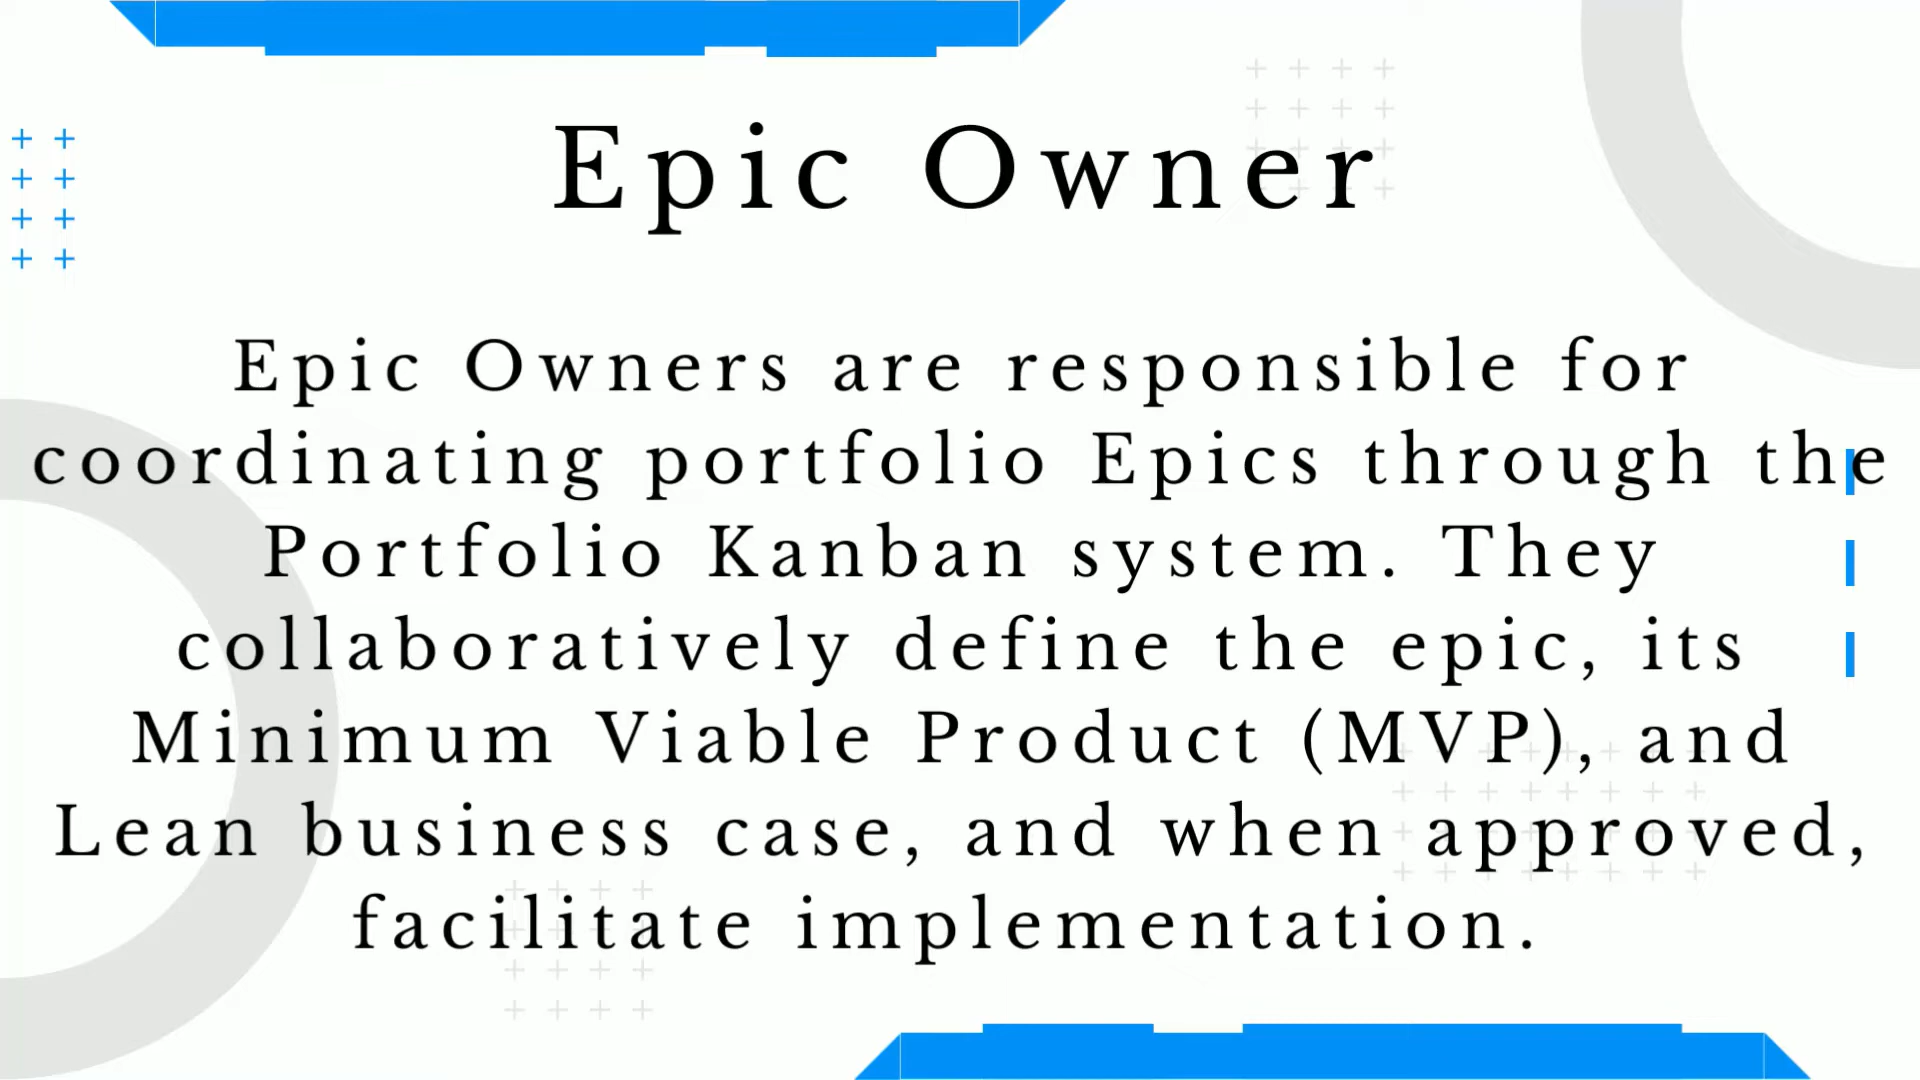 Epic Owner
Epic Owners are responsible for
coordinating portfolio Epics through the
Portfolio Kanban system. They
collaboratively define the epic, its
Minimum Viable Product (MVP), and
Lean business case, and when approved,
facilitate implementation.